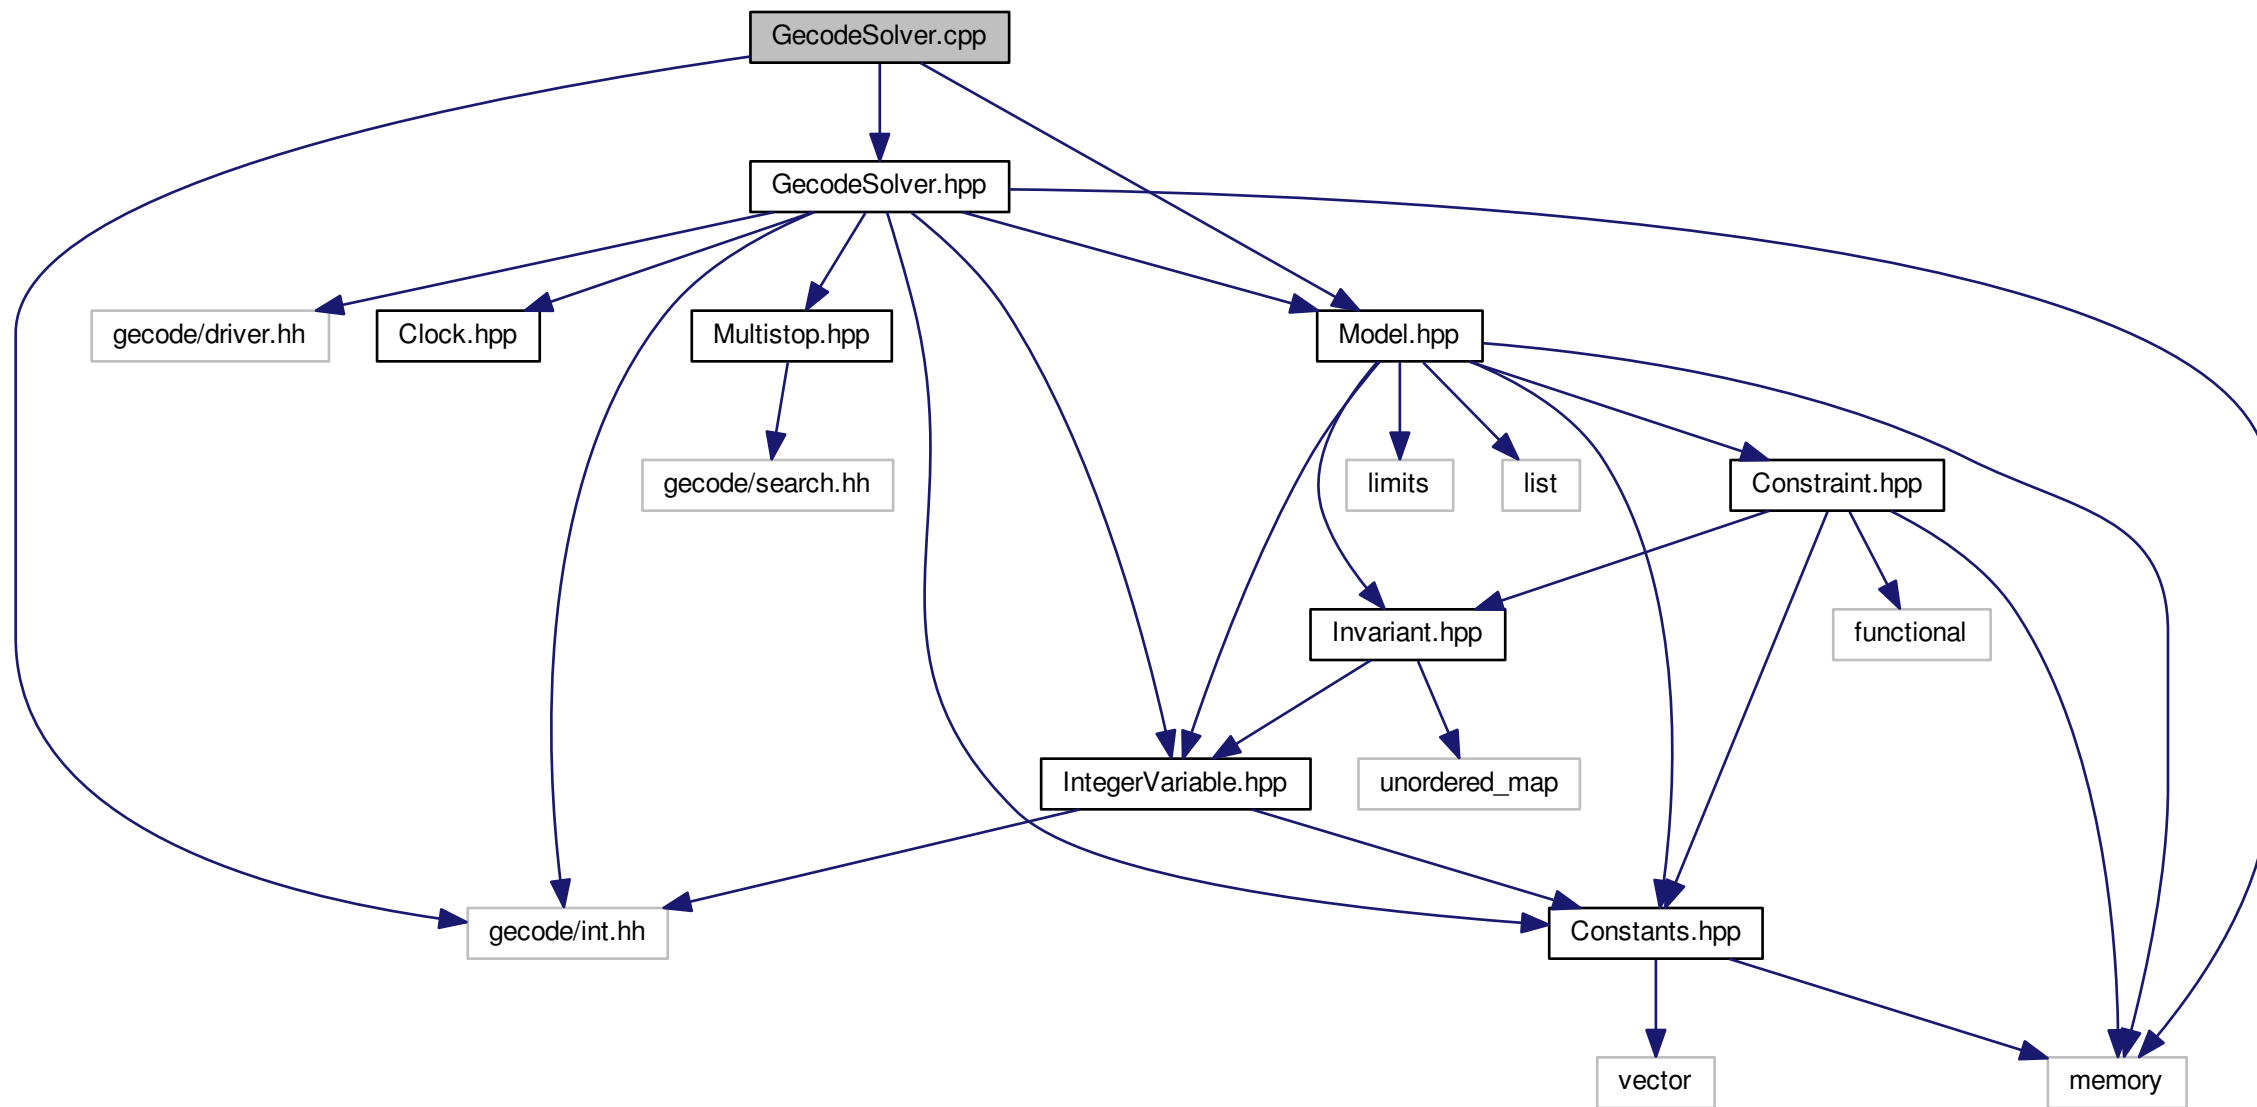 GecodeSolver.cpp
GecodeSolver.hpp
gecode/driver.hh
Clock.hpp
Multistop.hpp
Model.hpp
gecode/search.hh
limits
list
Constraint.hpp
Invariant.hpp
functional
IntegerVariable.hpp
unordered_map
gecode/int.hh
Constants.hpp
vector
memory